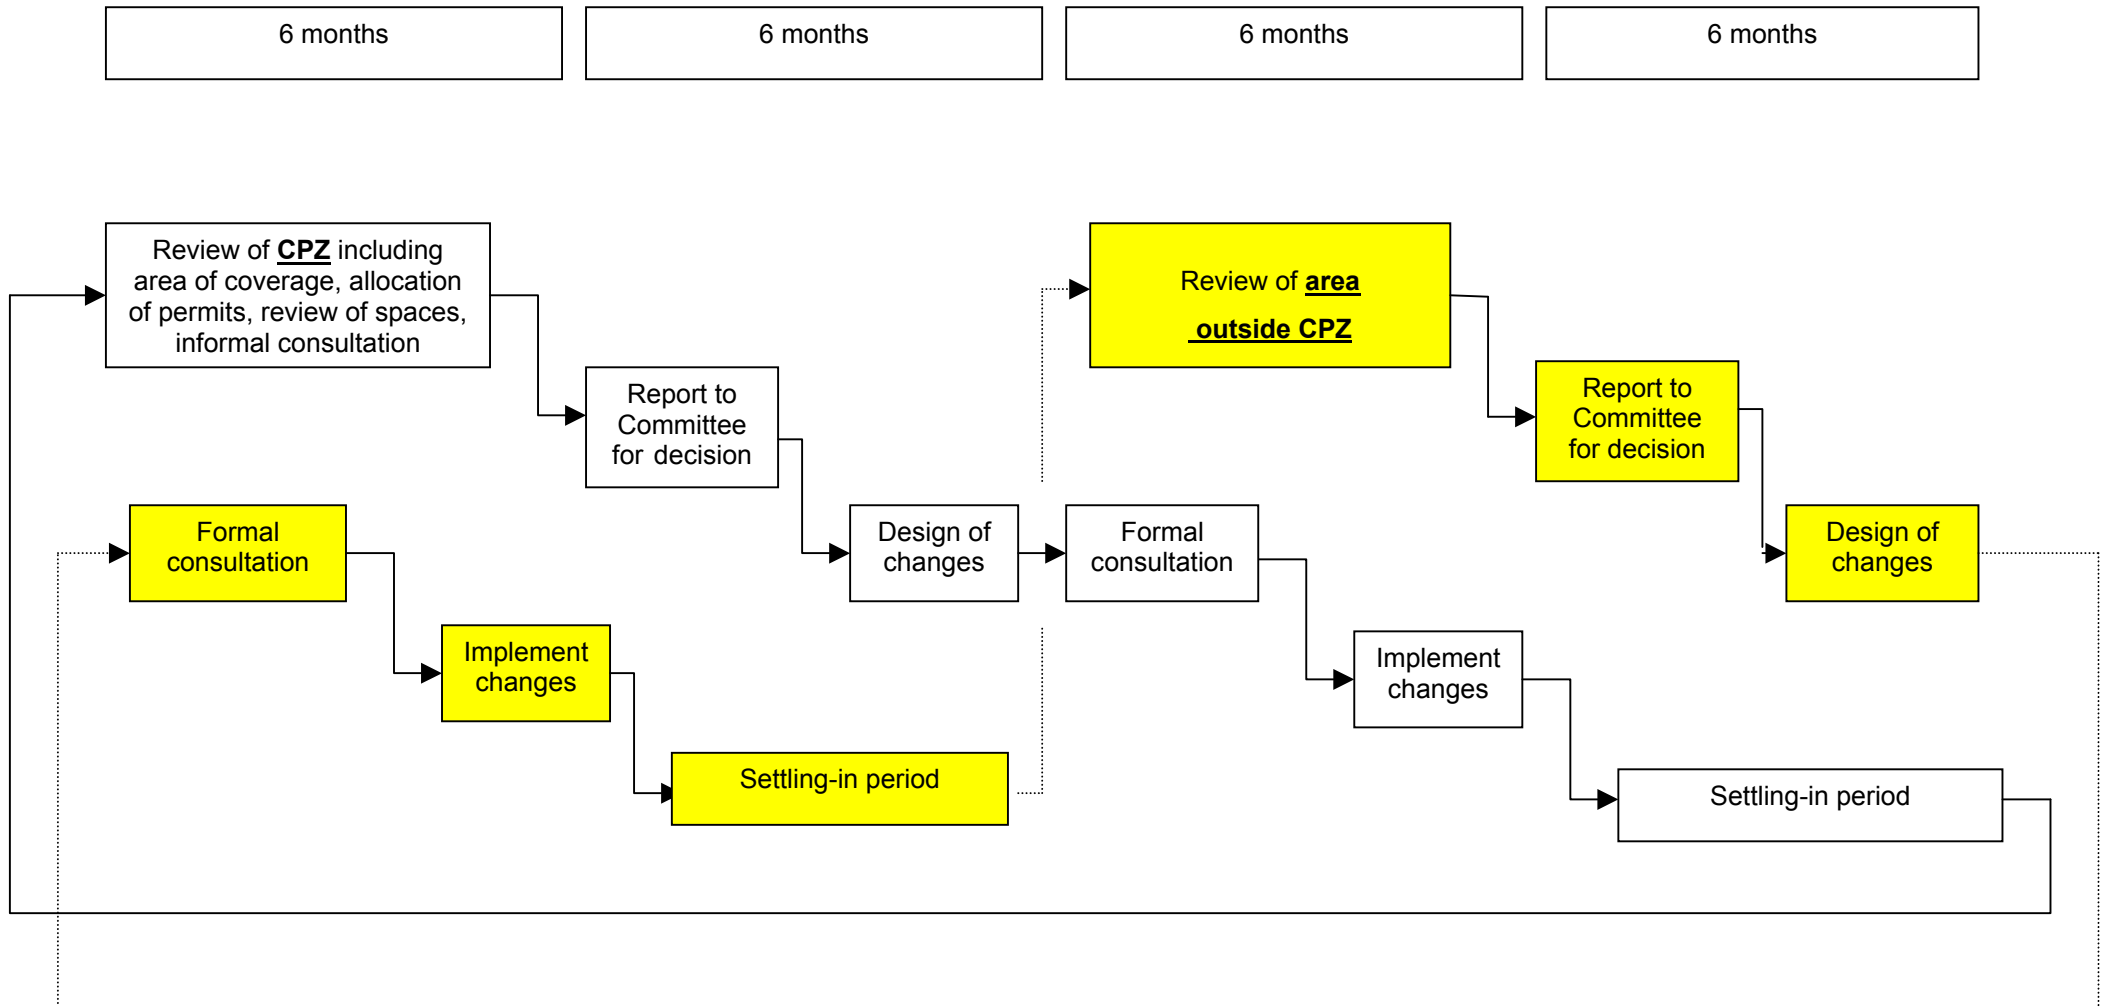 6 months
6 months
6 months
6 months
Review of CPZ including
area of coverage, allocation
of permits, review of spaces,
informal consultation
Review of area
outside CPZ
Report to
Committee
for decision
Report to
Committee
for decision
Formal
consultation
Design of
changes
Formal
consultation
Design of
changes
Implement
changes
Implement
changes
Settling-in period
Settling-in period